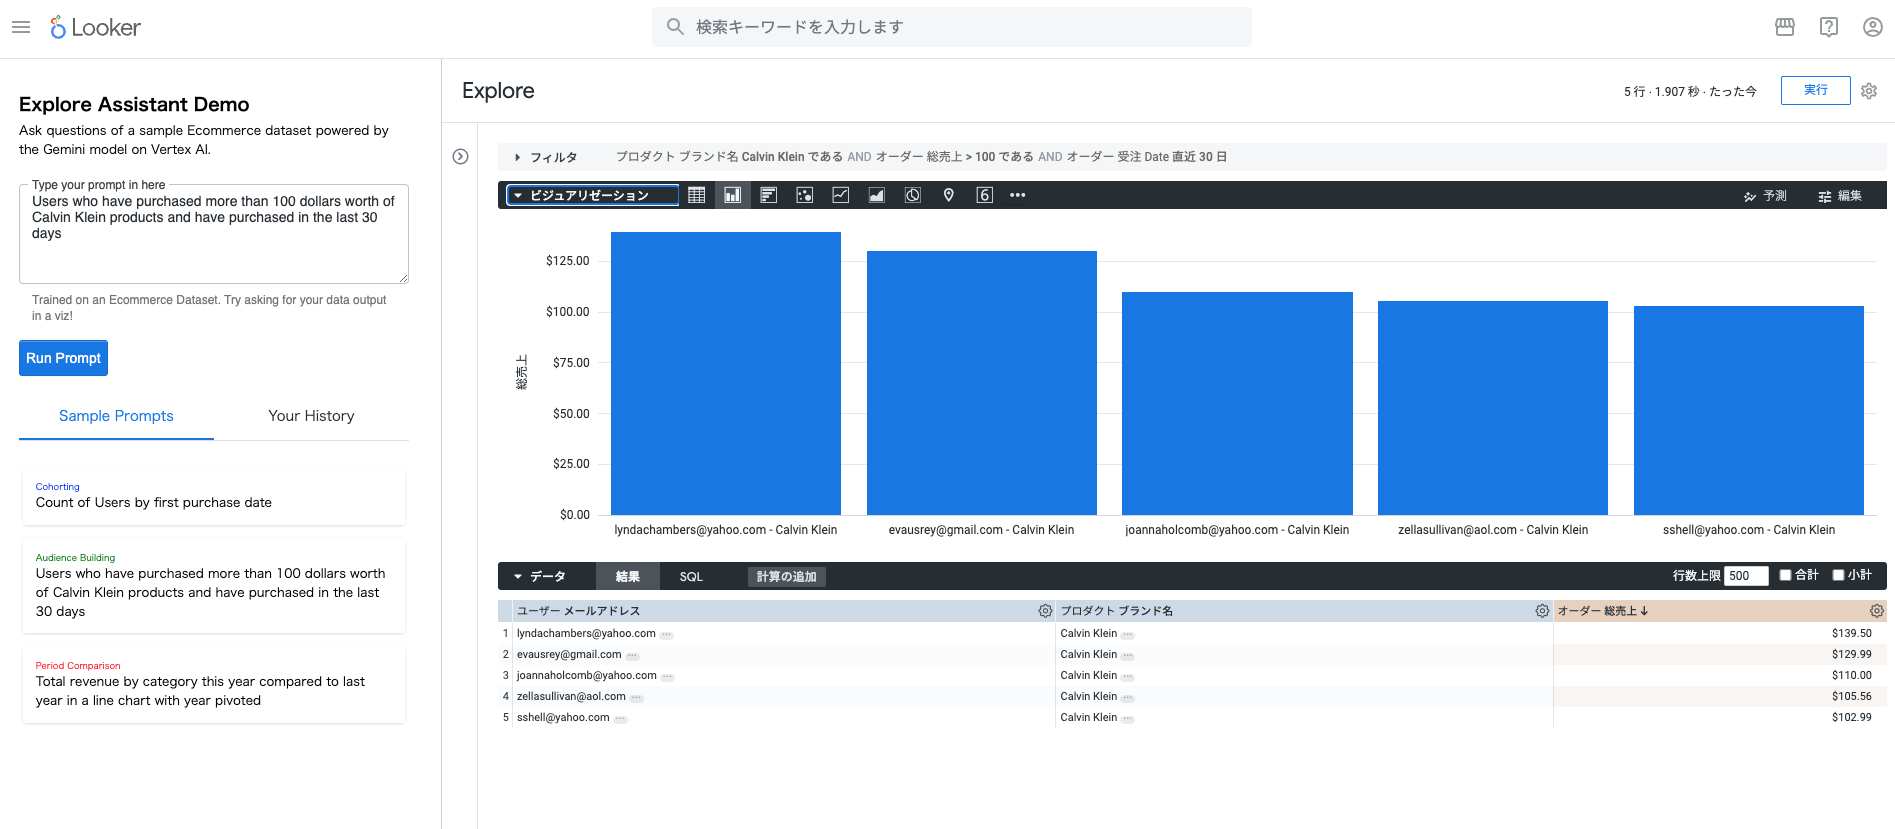 Looker
検索キーワードを入力します
Explore Assistant Demo
Ask questions of a sample Ecommerce dataset powered by
the Gemini model on Vertex AI.
Type your prompt in here
Users who have purchased more than 100 dollars worth of
Calvin Klein products and have purchased in the last 30
days
Trained on an Ecommerce Dataset. Try asking for your data output
in a viz!
Run Prompt
Sample Prompts
Your History
Cohorting
Count of Users by first purchase date
Audience Building
Users who have purchased more than 100 dollars worth
of Calvin Klein products and have purchased in the last
30 days
Period Comparison
Total revenue by category this year compared to last
year in a line chart with year pivoted
Explore
5 行 · 1.907 秒 · たった今
実行
フィルタ
プロダクト ブランド名 Calvin Klein である AND オーダー 総売上 > 100 である AND オーダー 受注 Date 直近 30 日
ビジュアリゼーション
6
予測
編集
総売上
$125.00
$100.00
$75.00
$50.00
$25.00
$0.00
lyndachambers@yahoo.com - Calvin Klein
evausrey@gmail.com - Calvin Klein
joannaholcomb@yahoo.com - Calvin Klein
zellasullivan@aol.com - Calvin Klein
sshell@yahoo.com - Calvin Klein
データ
結果
SQL
計算の追加
行数上限 500
合計
小計
ユーザー メールアドレス
プロダクト ブランド名
オーダー 総売上↓
1 lyndachambers@yahoo.com Calvin Klein $139.50
2 evausrey@gmail.com Calvin Klein $129.99
3 joannaholcomb@yahoo.com Calvin Klein $110.00
4 zellasullivan@aol.com Calvin Klein $105.56
5 sshell@yahoo.com Calvin Klein $102.99